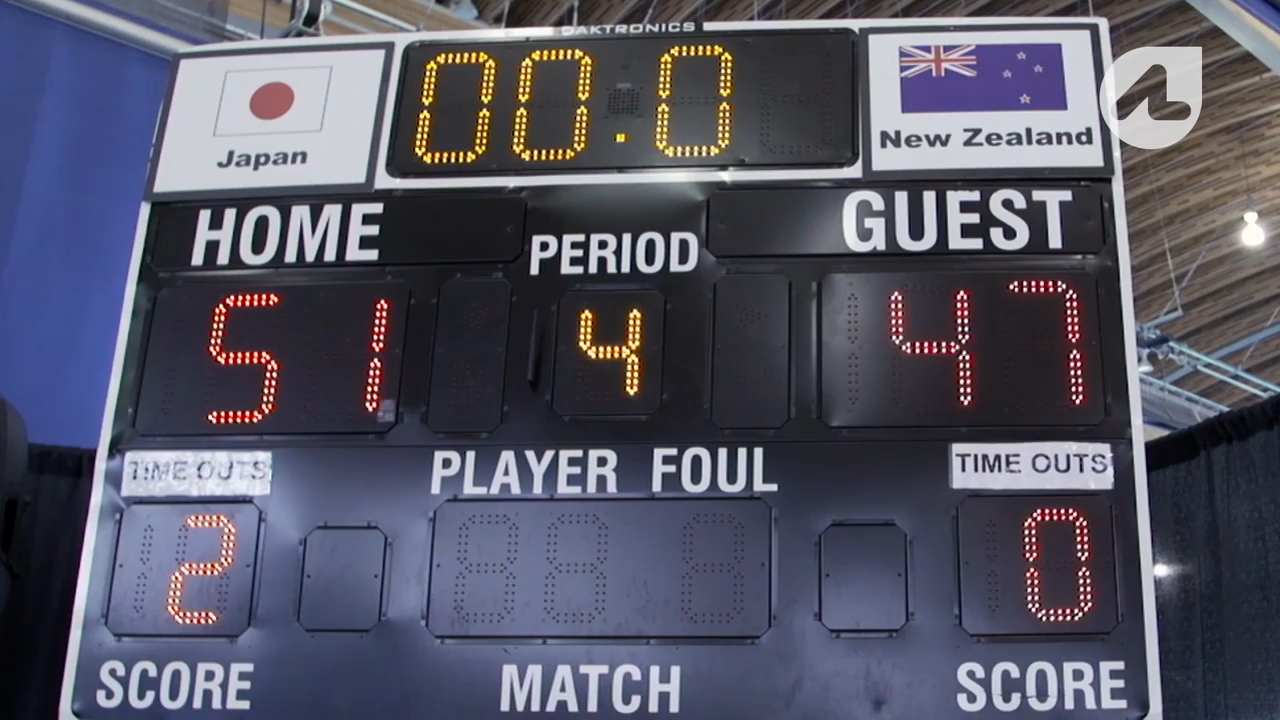 DAKTRONICS
Japan
00.0
New Zealand
HOME
PERIOD
GUEST
51
4
47
TIME OUTS
PLAYER FOUL
TIME OUTS
2
0
SCORE
MATCH
SCORE